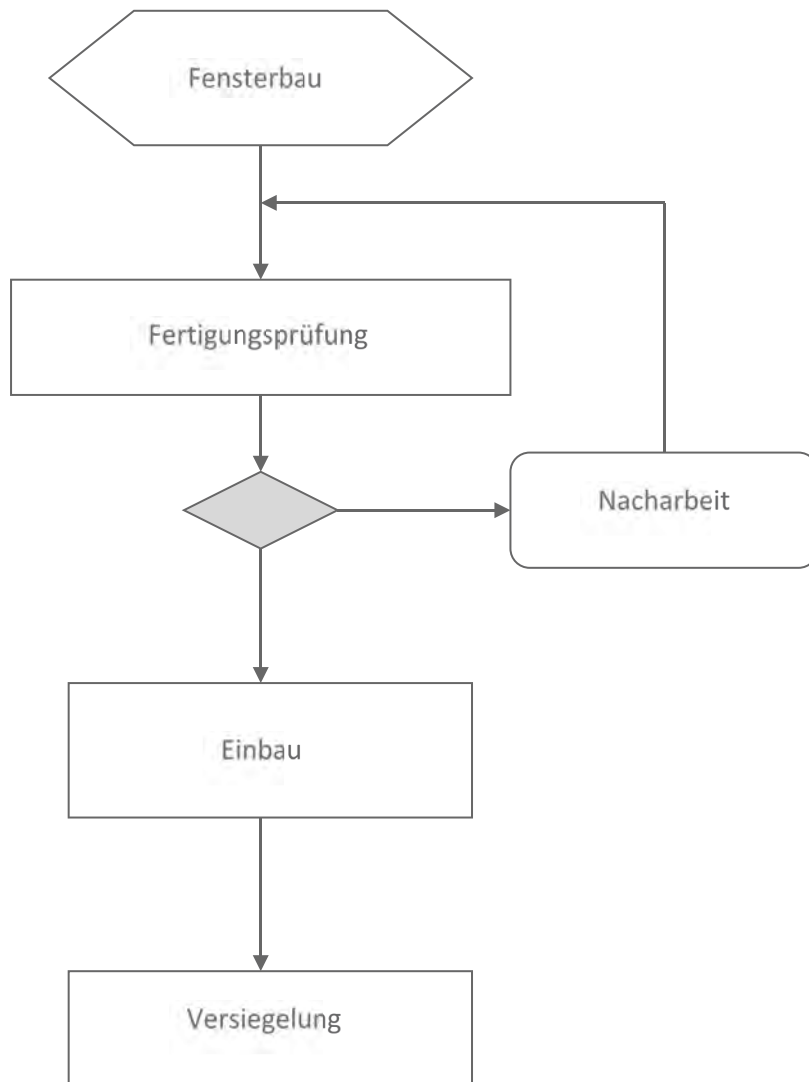 Fensterbau
Fertigungsprüfung
Nacharbeit
Einbau
Versiegelung